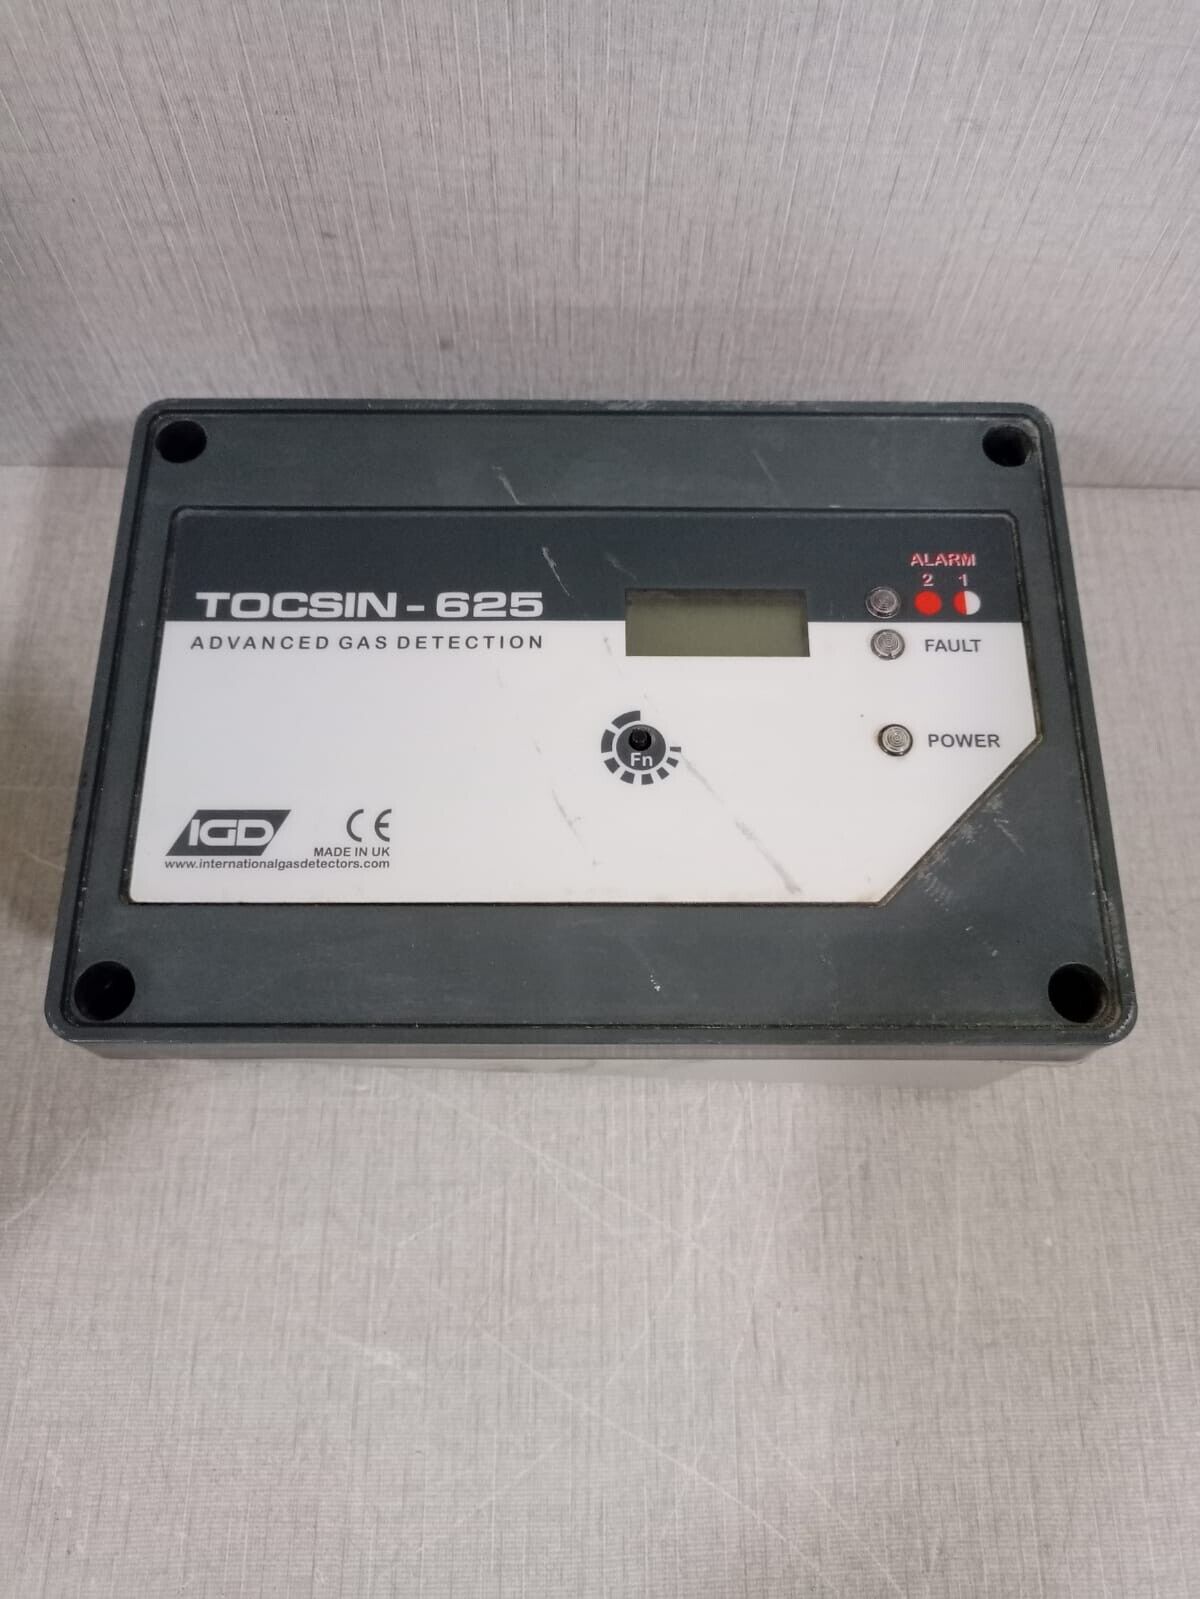 ALARM
2 1
TOCSIN - 625
ADVANCED GAS DETECTION
FAULT
Fn
POWER
IGD
CE
MADE IN UK
www.internationalgasdetectors.com